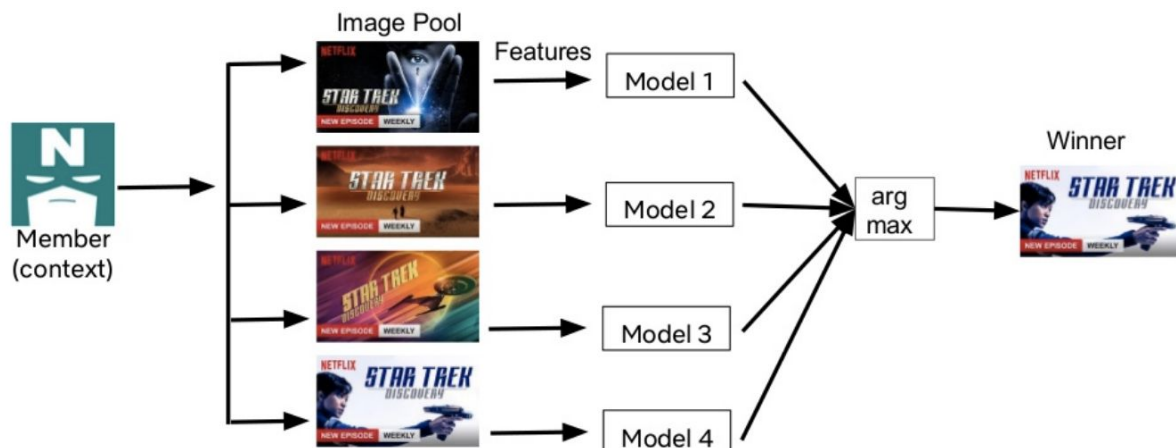 Image Pool
NETFLIX
STAR TREK
DISCOVERY
NEW EPISODE WEEKLY
Features
Model 1
N
Member
(context)
NETFLIX
STAR TREK
DISCOVERY
NEW EPISODE WEEKLY
Model 2
NETFLIX
STAR TREK
DISCOVERY
NEW EPISODE WEEKLY
Model 3
NETFLIX
STAR TREK
DISCOVERY
NEW EPISODE WEEKLY
Model 4
arg
max
Winner
NETFLIX
STAR TREK
DISCOVERY
NEW EPISODE WEEKLY